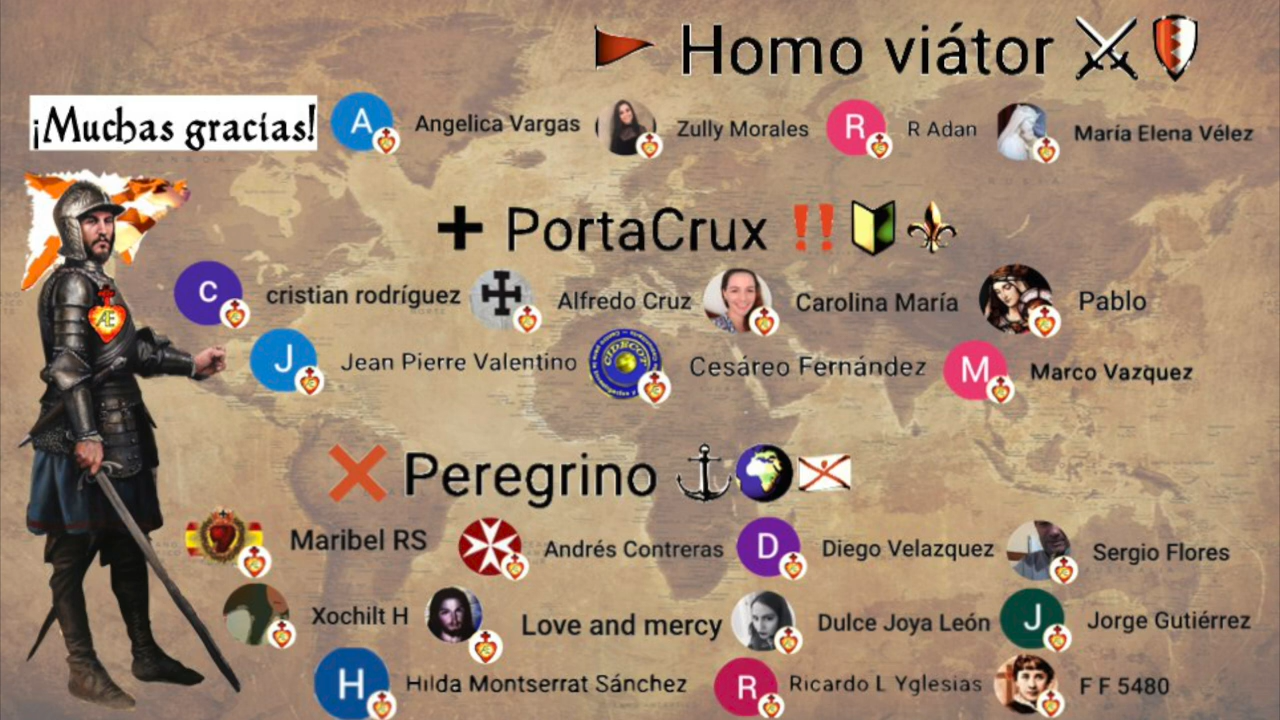 Homo viátor
¡Muchas gracias!
A Angelica Vargas Zully Morales R R Adan María Elena Vélez
PortaCrux
C cristian rodríguez Alfredo Cruz Carolina María Pablo
Æ
J Jean Pierre Valentino CIDECOT Cesáreo Fernández M Marco Vazquez
Peregrino
Maribel RS Andrés Contreras D Diego Velazquez Sergio Flores
Xochilt H Love and mercy Dulce Joya León J Jorge Gutiérrez
H Hilda Montserrat Sánchez R Ricardo L Yglesias F F 5480